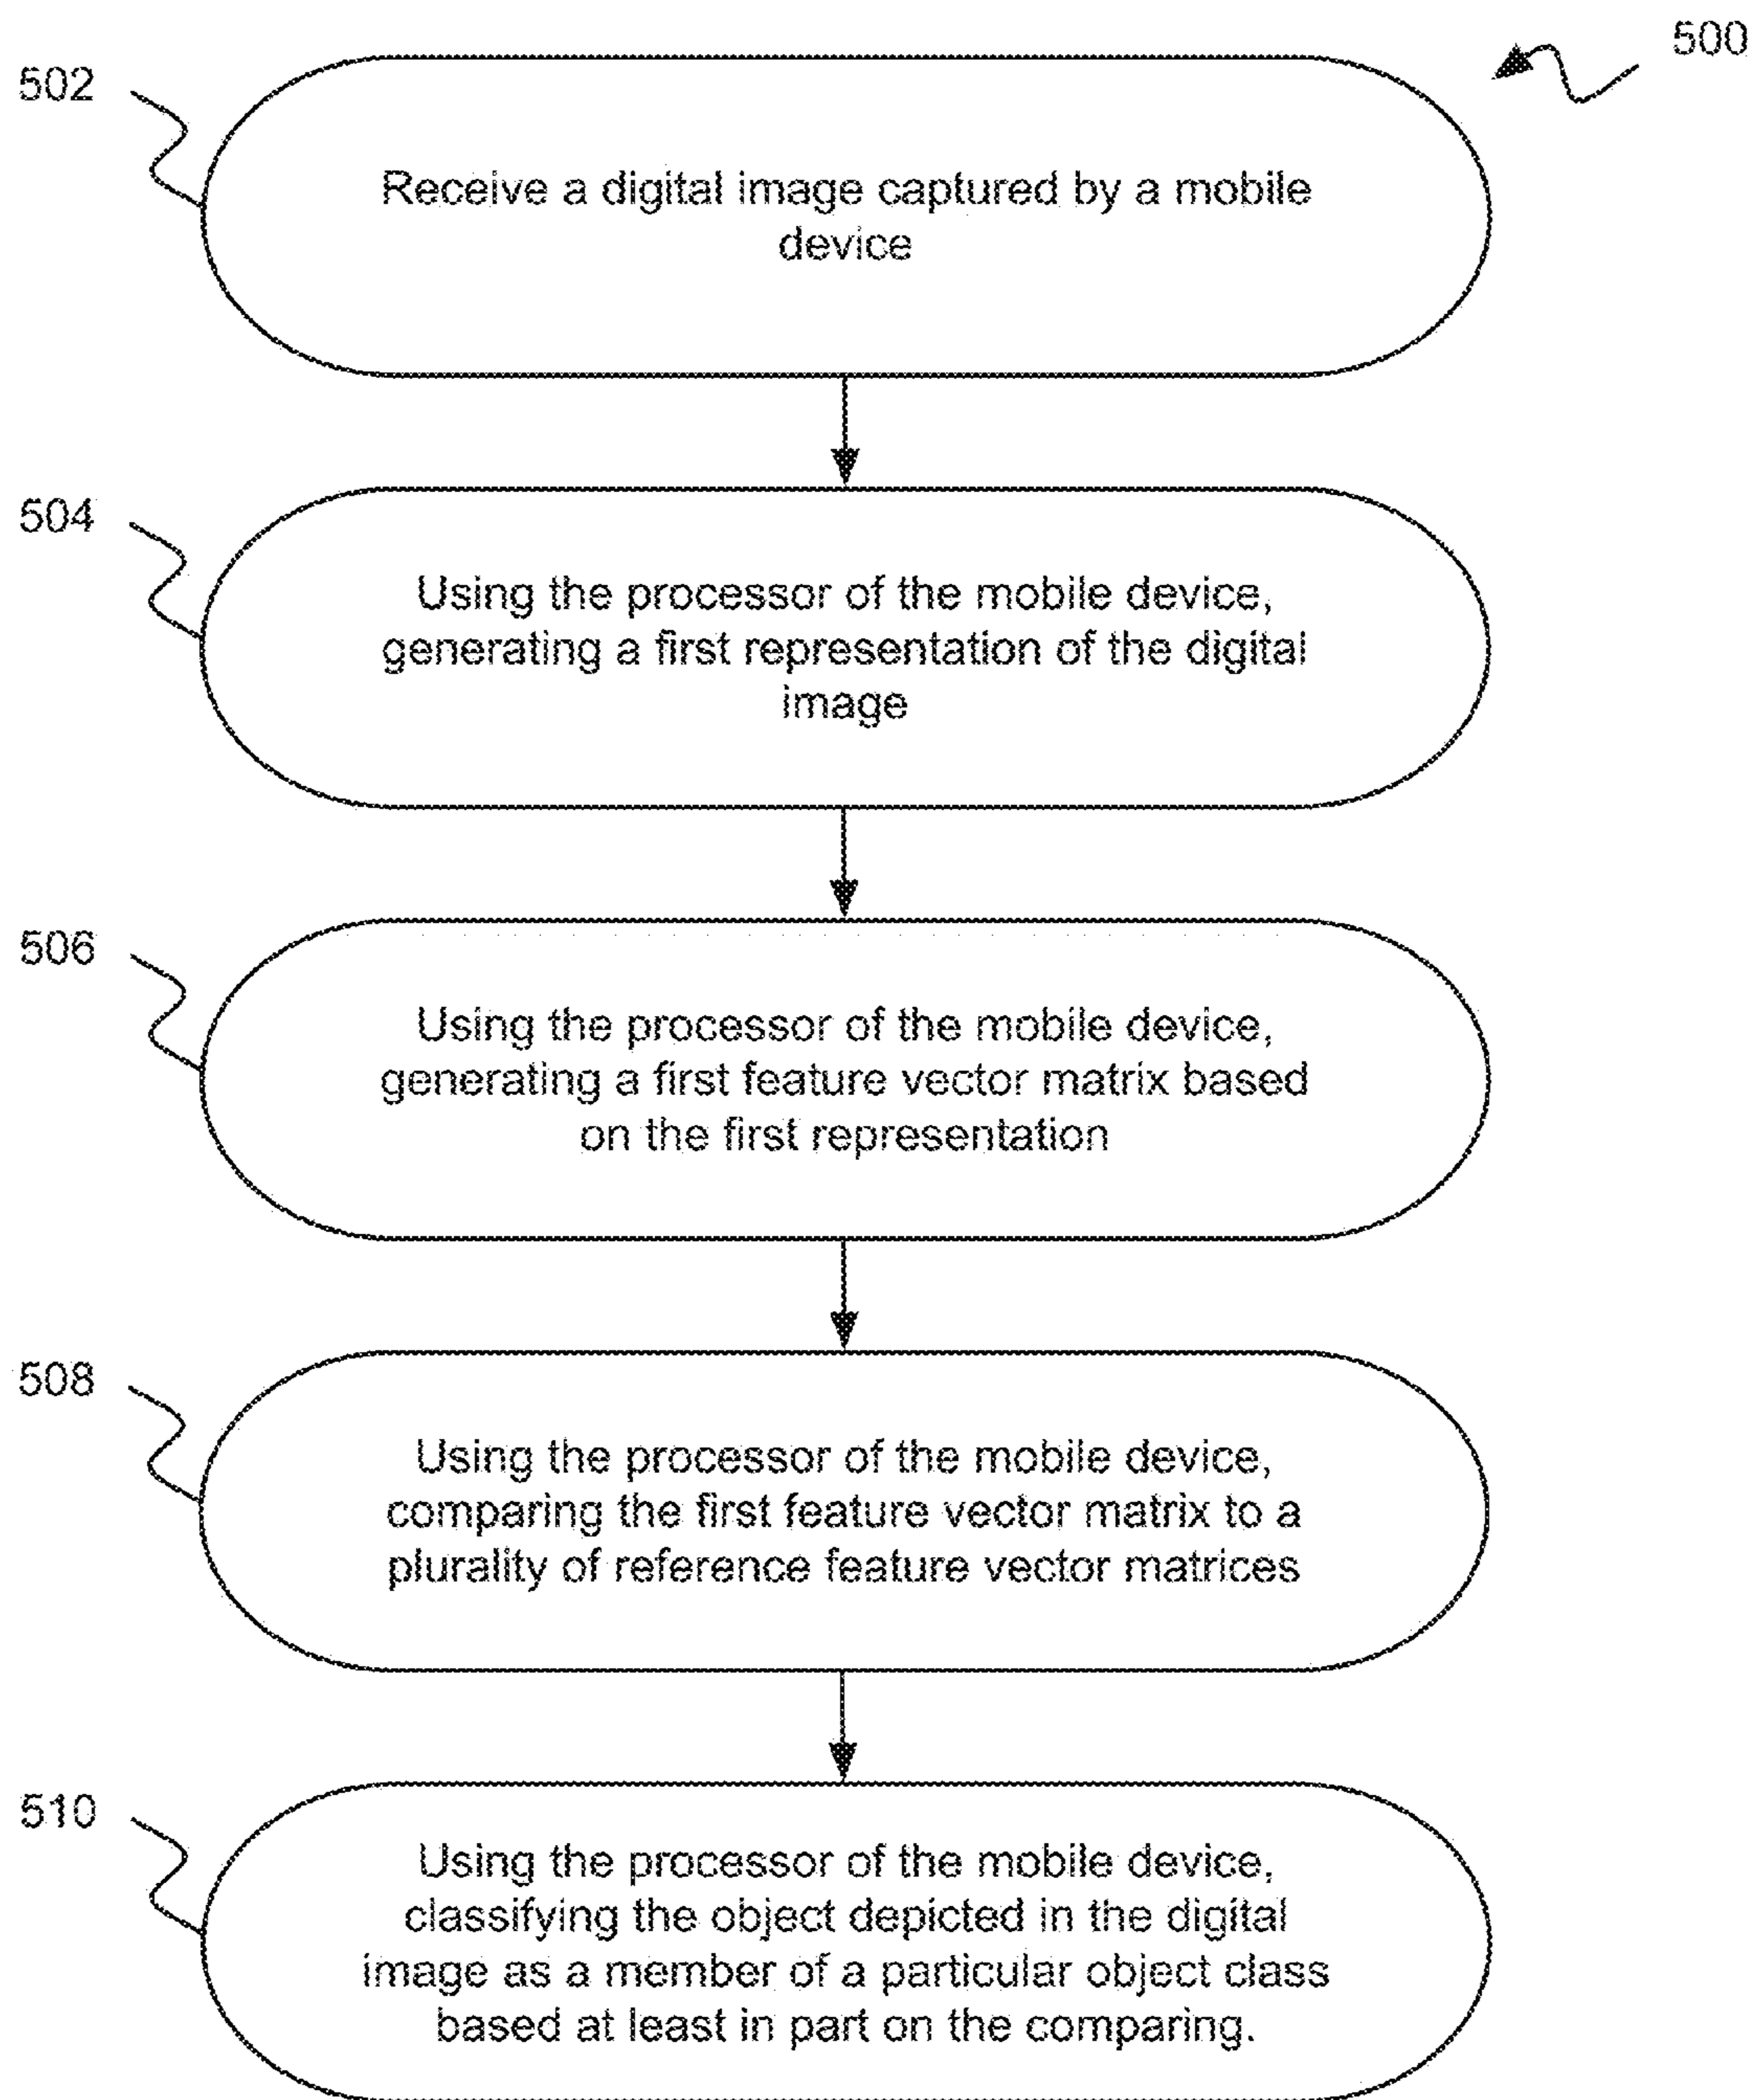 500
502
Receive a digital image captured by a mobile
device
504
Using the processor of the mobile device,
generating a first representation of the digital
image
506
Using the processor of the mobile device,
generating a first feature vector matrix based
on the first representation
508
Using the processor of the mobile device,
comparing the first feature vector matrix to a
plurality of reference feature vector matrices
510
Using the processor of the mobile device,
classifying the object depicted in the digital
image as a member of a particular object class
based at least in part on the comparing.